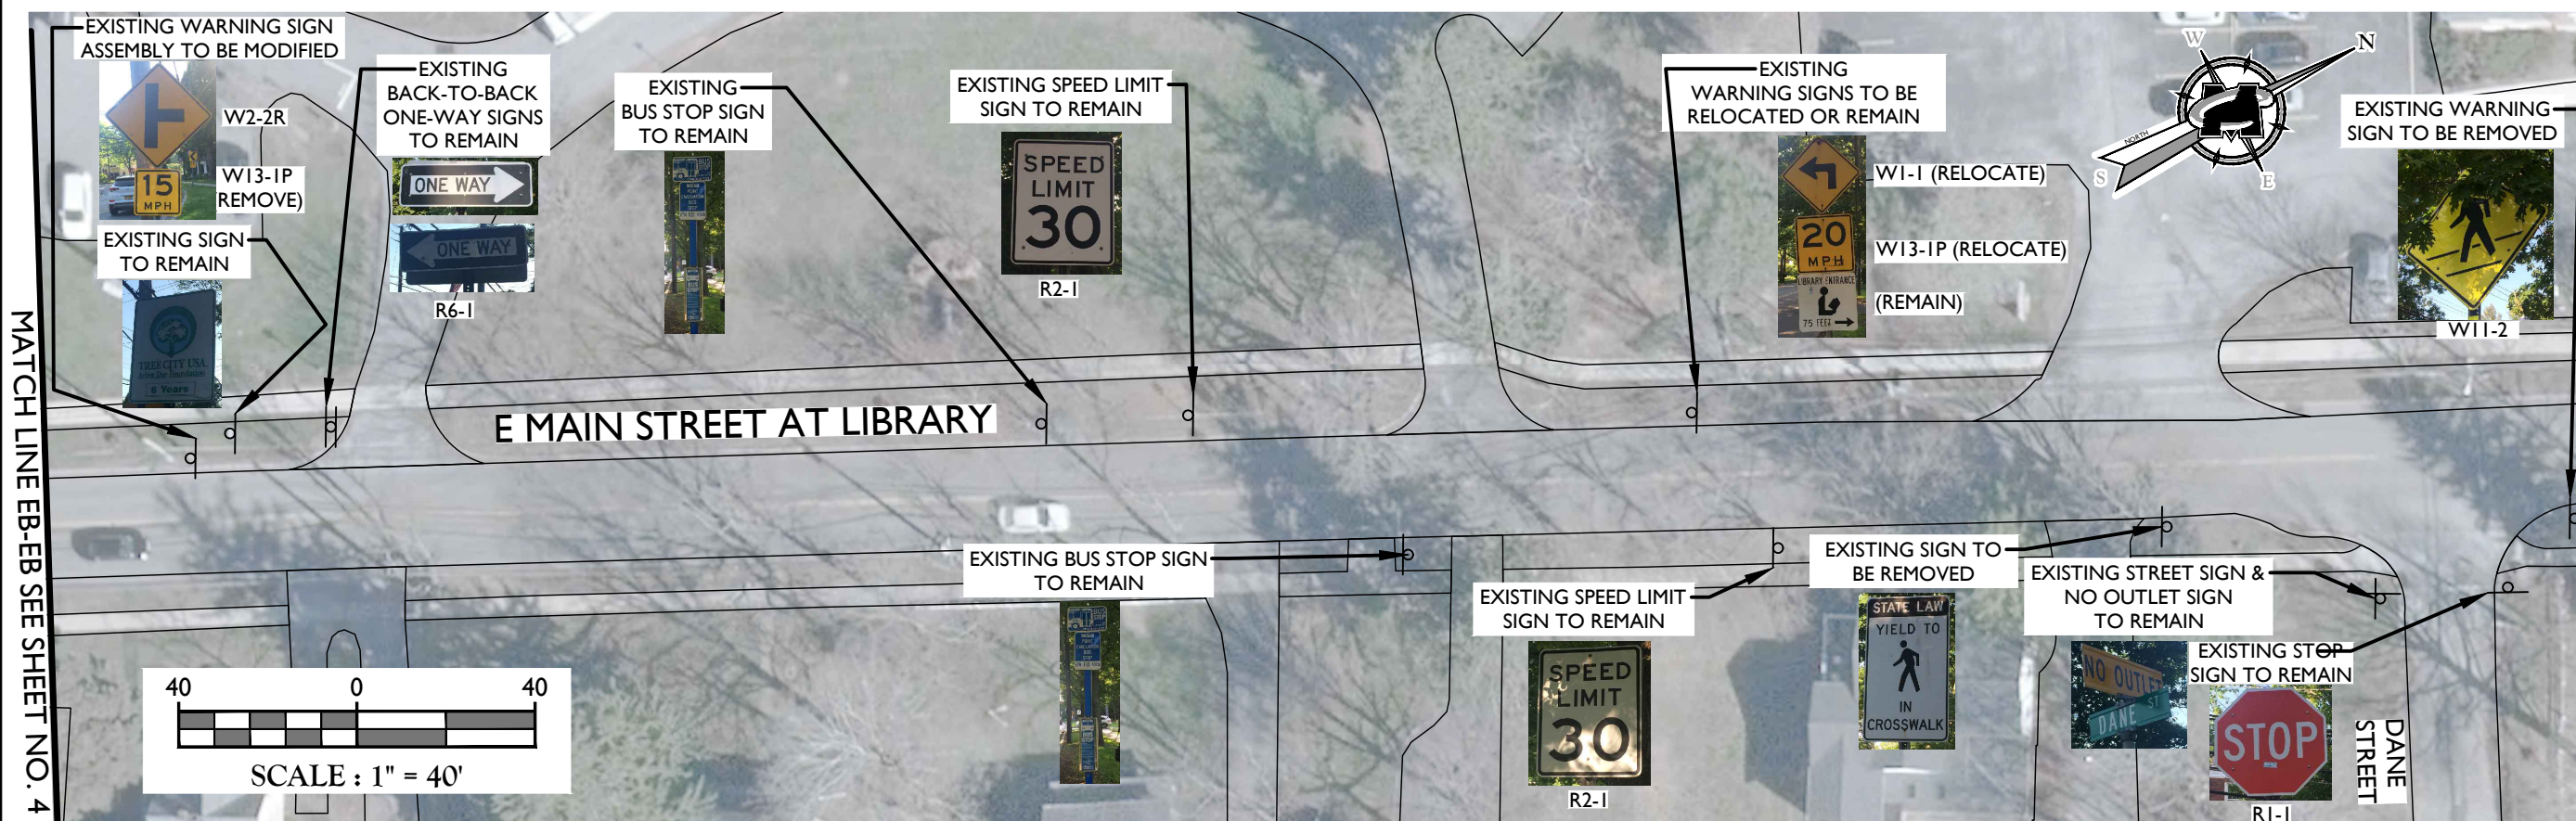 EXISTING WARNING SIGN
ASSEMBLY TO BE MODIFIED
W2-2R
15
MPH
W13-1P
REMOVE)
EXISTING SIGN
TO REMAIN
TREE CITY USA
6 Years
EXISTING
BACK-TO-BACK
ONE-WAY SIGNS
TO REMAIN
ONE WAY
ONE WAY
R6-1
EXISTING
BUS STOP SIGN
TO REMAIN
BUS
STOP
EXISTING SPEED LIMIT
SIGN TO REMAIN
SPEED
LIMIT
30
R2-1
EXISTING
WARNING SIGNS TO BE
RELOCATED OR REMAIN
W1-1 (RELOCATE)
20
MPH
W13-1P (RELOCATE)
LIBRARY ENTRANCE
75 FEET
(REMAIN)
W
N
S
E
NORTH
EXISTING WARNING
SIGN TO BE REMOVED
W11-2
MATCH LINE EB-EB SEE SHEET NO. 4
E MAIN STREET AT LIBRARY
EXISTING BUS STOP SIGN
TO REMAIN
BUS
STOP
EXISTING SPEED LIMIT
SIGN TO REMAIN
SPEED
LIMIT
30
R2-1
EXISTING SIGN TO
BE REMOVED
STATE LAW
YIELD TO
IN
CROSSWALK
EXISTING STREET SIGN &
NO OUTLET SIGN
TO REMAIN
NO OUTLET
DANE ST
EXISTING STOP
SIGN TO REMAIN
STOP
R1-1
DANE
STREET
40 0 40
SCALE : 1" = 40'